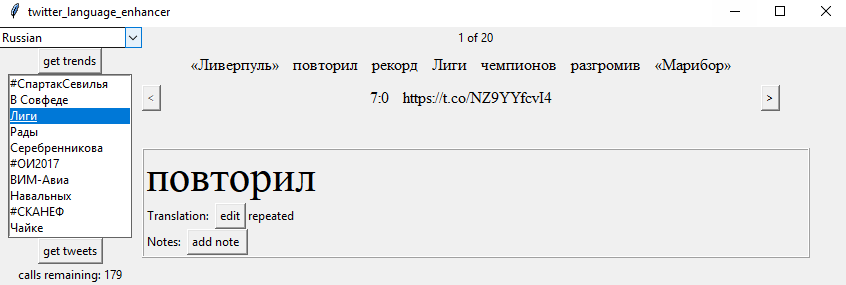 twitter_language_enhancer
Russian
get trends
#СпартакСевилья
В Совфеде
Лиги
Рады
Серебренникова
#ОИ2017
ВИМ-Авиа
Навальных
#СКАНЕФ
Чайке
get tweets
calls remaining: 179
1 of 20
«Ливерпуль» повторил рекорд Лиги чемпионов разгромив «Марибор»
< 7:0 https://t.co/NZ9YYfcvI4 >
повторил
Translation: edit repeated
Notes: add note